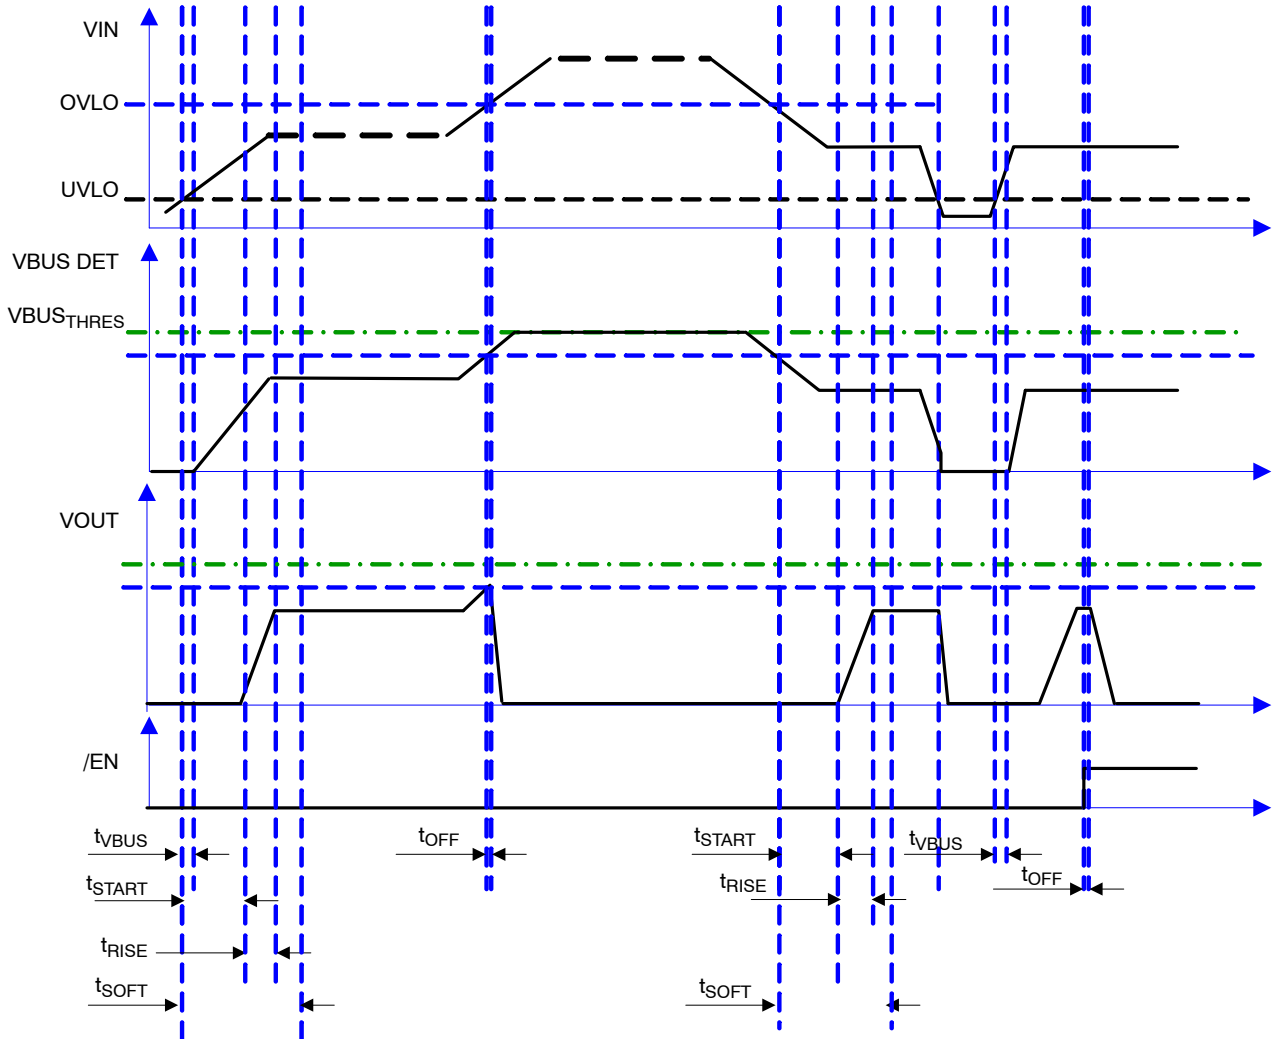 VIN
OVLO
UVLO
VBUS DET
VBUSTHRES
VOUT
/EN
tVBUS
tOFF
tSTART
tVBUS
tSTART
tRISE
tOFF
tRISE
tSOFT
tSOFT